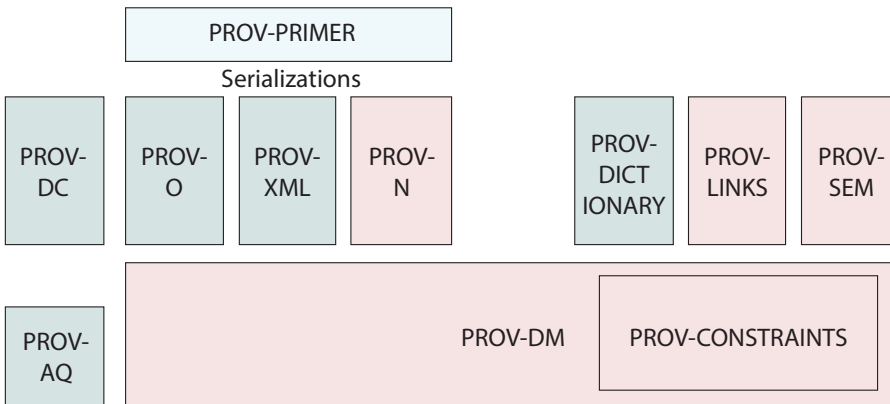 PROV-PRIMER
Serializations
PROV-
DC
PROV-
O
PROV-
XML
PROV-
N
PROV-
DICT
IONARY
PROV-
LINKS
PROV-
SEM
PROV-
AQ
PROV-DM
PROV-CONSTRAINTS